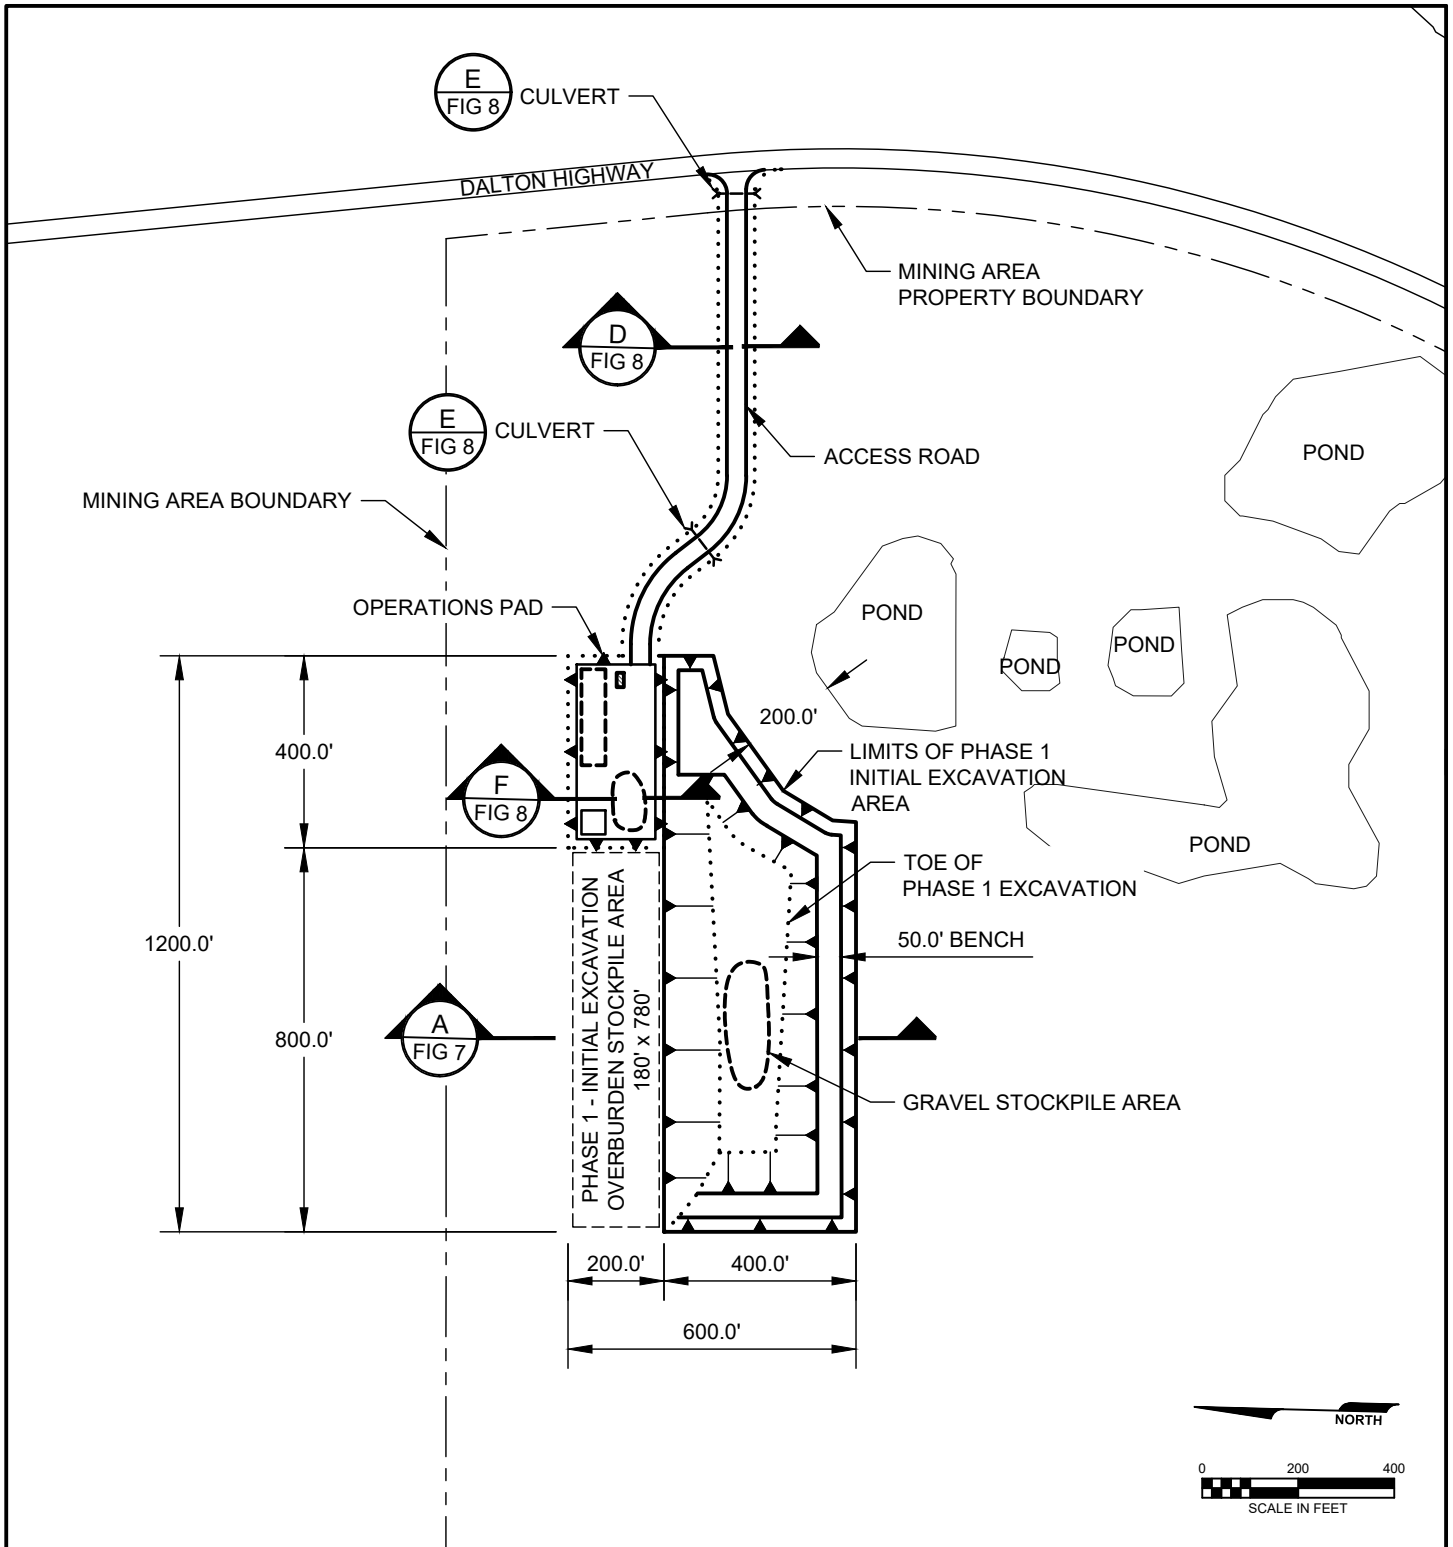 E
FIG 8
CULVERT
DALTON HIGHWAY
MINING AREA
PROPERTY BOUNDARY
D
FIG 8
E
FIG 8
CULVERT
ACCESS ROAD
POND
MINING AREA BOUNDARY
OPERATIONS PAD
POND
POND
POND
200.0'
400.0'
LIMITS OF PHASE 1
INITIAL EXCAVATION
AREA
F
FIG 8
POND
TOE OF
PHASE 1 EXCAVATION
1200.0'
50.0' BENCH
PHASE 1 - INITIAL EXCAVATION
OVERBURDEN STOCKPILE AREA
180' x 780'
A
FIG 7
800.0'
GRAVEL STOCKPILE AREA
200.0'
400.0'
600.0'
NORTH
0 200 400
SCALE IN FEET